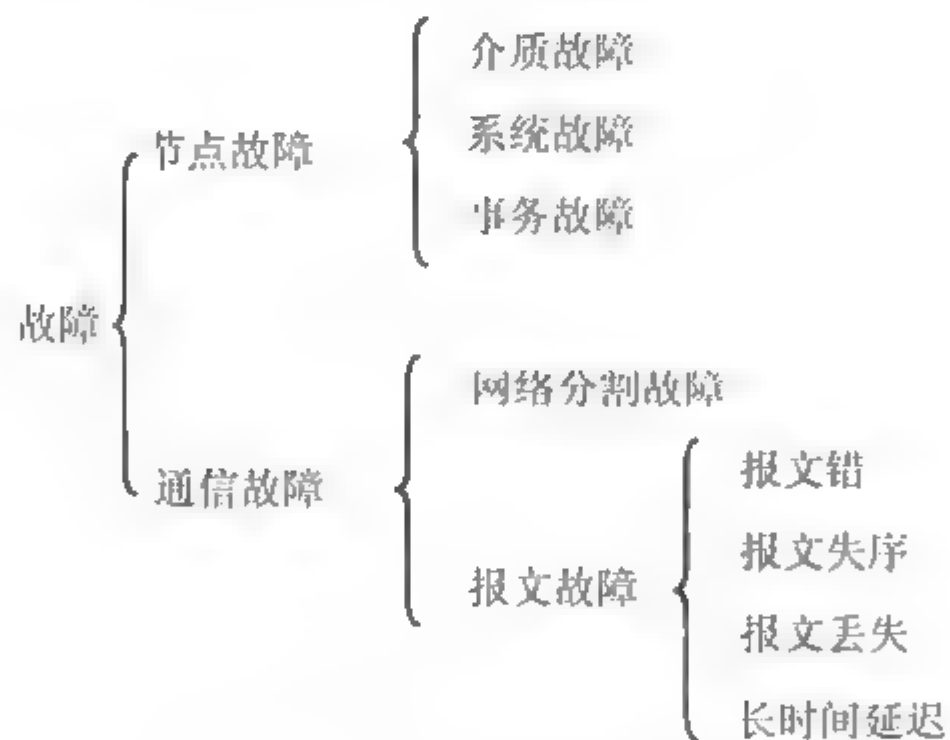 介质故障
系统故障
节点故障
事务故障
故障
网络分割故障
通信故障
报文错
报文失序
报文故障
报文丢失
长时间延迟